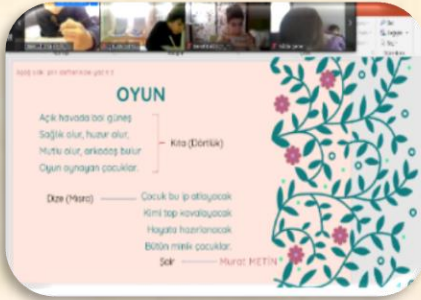 OYUN
Açık havada bol güneş
Sağlık olur, huzur olur,
Mutlu olur, arkadaş bulur
Oyun oynayan çocuklar.
Kıta (Dörtlük)
Dize (Mısra)
Çocuk bu ip atlayacak
Kimi top kovalayacak
Hayata hazırlanacak
Bütün minik çocuklar.
Şair
Murat METİN